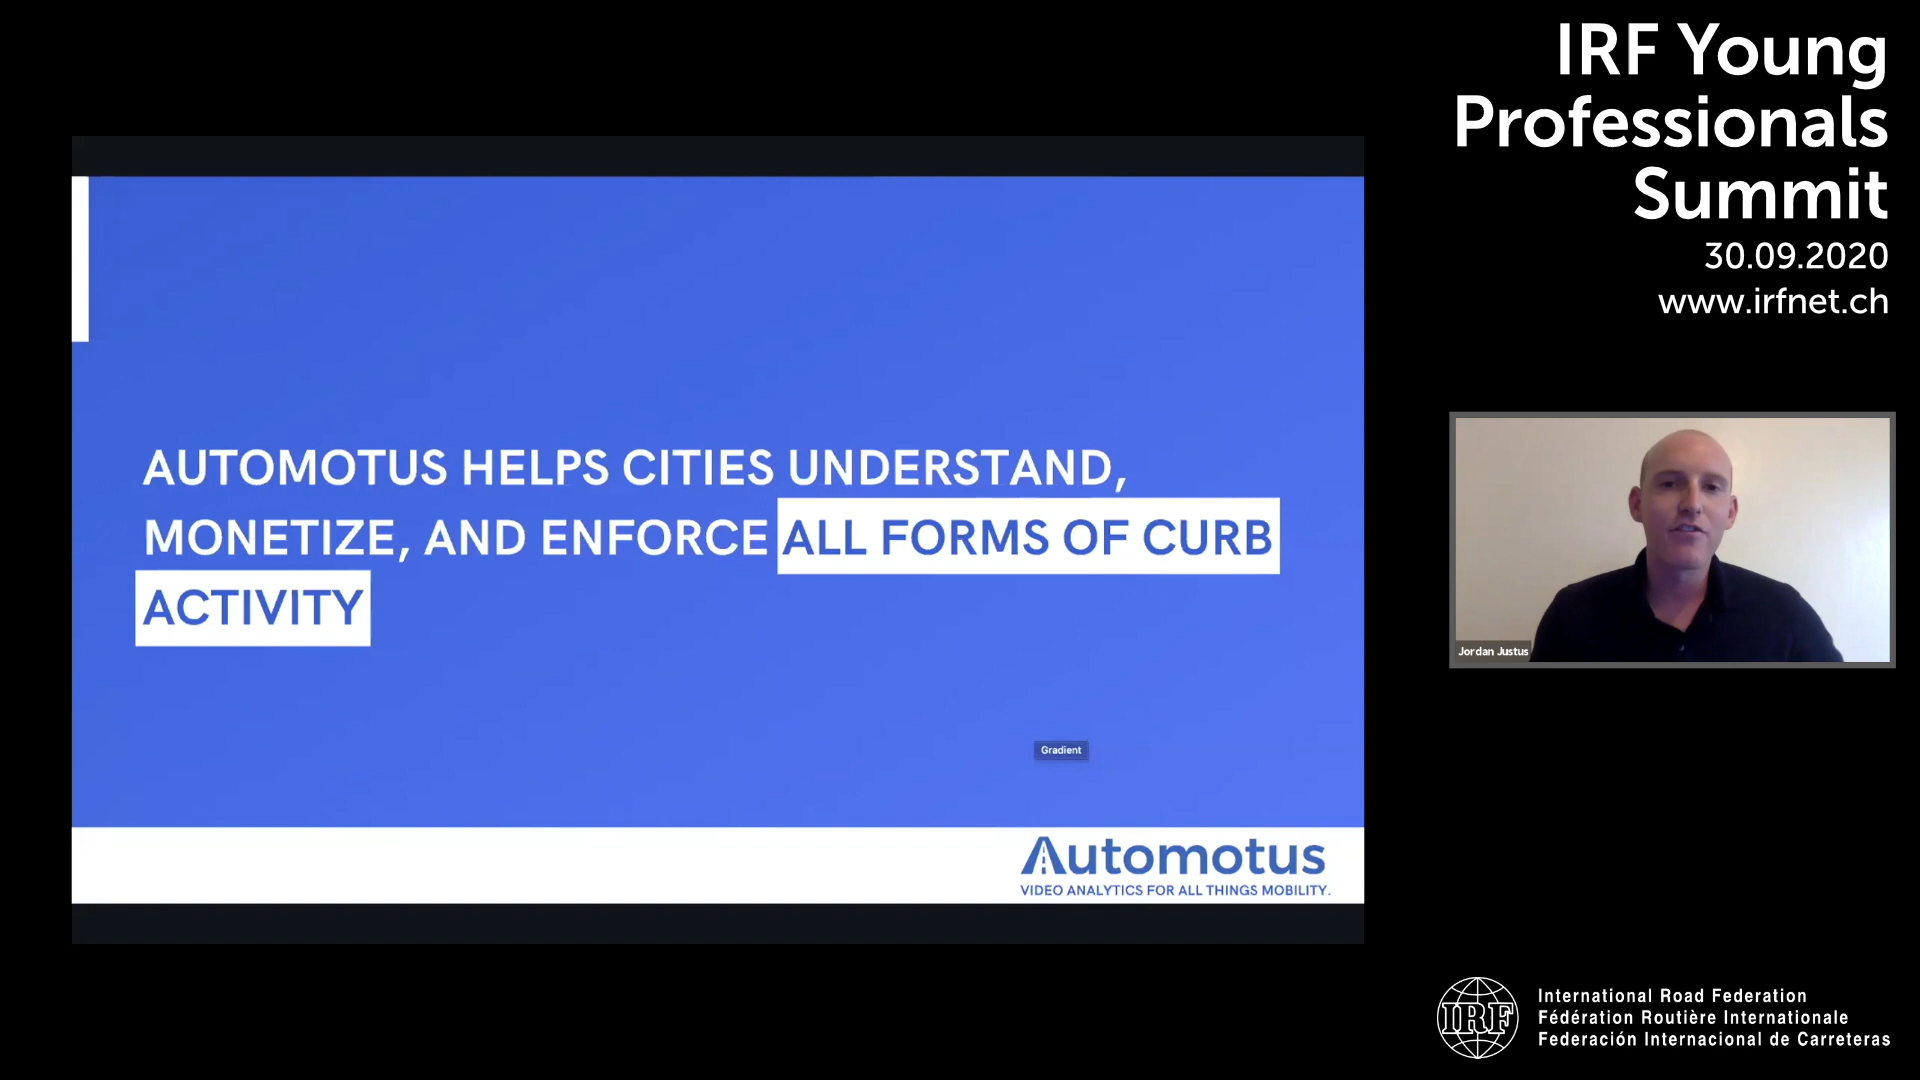 IRF Young
Professionals
Summit
30.09.2020
www.irfnet.ch
AUTOMOTUS HELPS CITIES UNDERSTAND,
MONETIZE, AND ENFORCE ALL FORMS OF CURB
ACTIVITY
Gradient
Automotus
VIDEO ANALYTICS FOR ALL THINGS MOBILITY.
Jordan Justus
IRF
International Road Federation
Fédération Routière Internationale
Federación Internacional de Carreteras